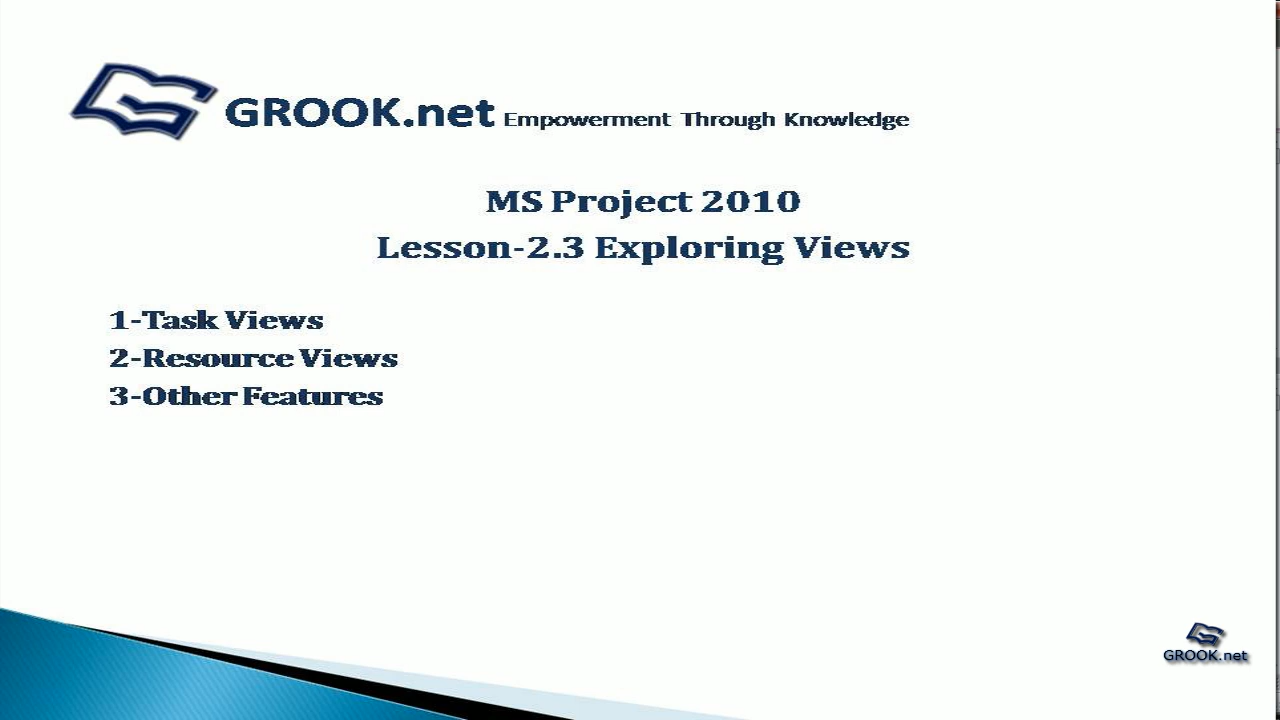 GROOK.net Empowerment Through Knowledge
MS Project 2010
Lesson-2.3 Exploring Views
1-Task Views
2-Resource Views
3-Other Features
GROOK.net